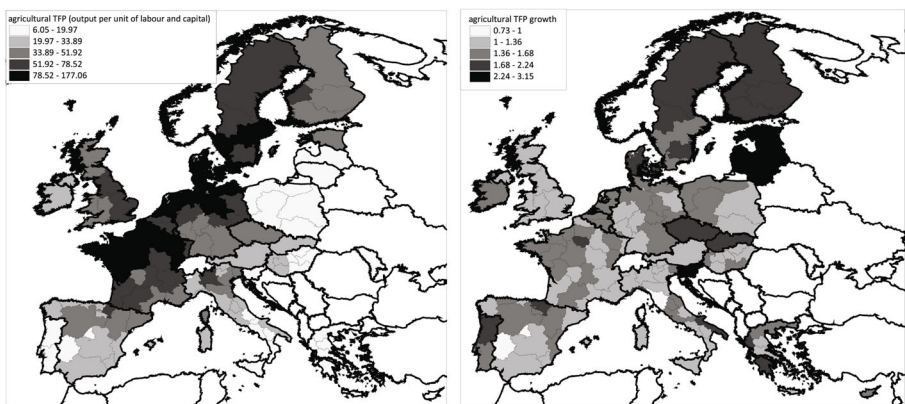 agricultural TFP (output per unit of labour and capital)
6.05 - 19.97
19.97 - 33.89
33.89 - 51.92
51.92 - 78.52
78.52 - 177.06
agricultural TFP growth
0.73 - 1
1 - 1.36
1.36 - 1.68
1.68 - 2.24
2.24 - 3.15